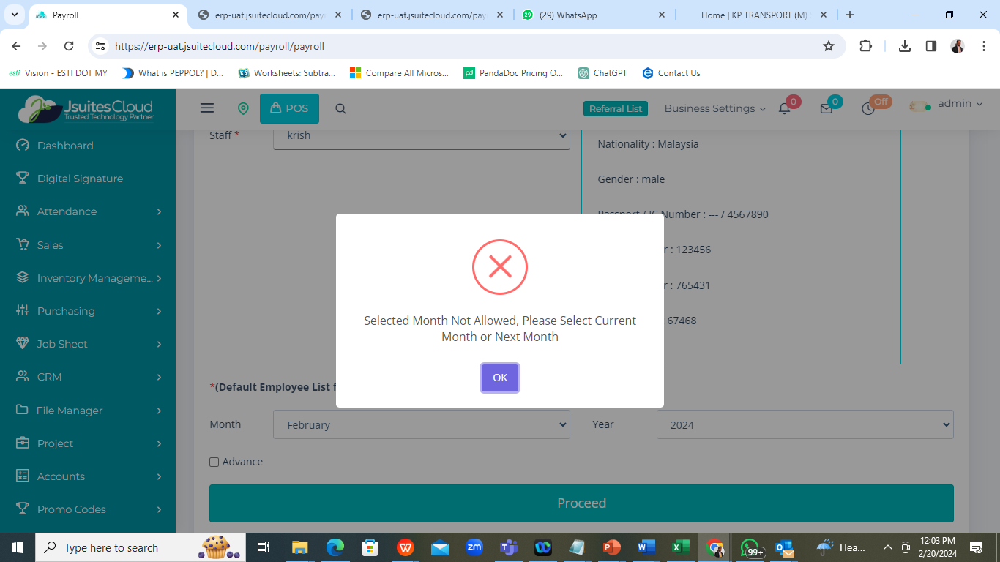 Payroll
erp-uat.jsuitecloud.com/pay
erp-uat.jsuitecloud.com/pay
(29) WhatsApp
Home | KP TRANSPORT (M)
https://erp-uat.jsuitecloud.com/payroll/payroll
esti Vision - ESTI DOT MY
What is PEPPOL? | D...
Worksheets: Subtra...
Compare All Micros...
pd PandaDoc Pricing O...
ChatGPT
Contact Us
JsuitesCloud
Trusted Technology Partner
POS
Referral List
Business Settings
0
0
Off
admin
Dashboard
Digital Signature
Attendance
Sales
Inventory Manageme...
Purchasing
Job Sheet
CRM
File Manager
Project
Accounts
Promo Codes
Staff *
krish
Nationality : Malaysia
Gender : male
Number : --- / 4567890
r : 123456
r : 765431
67468
Selected Month Not Allowed, Please Select Current
Month or Next Month
OK
*(Default Employee List f
Month
February
Year
2024
Advance
Proceed
Type here to search
zm
99+
Hea...
12:03 PM
2/20/2024